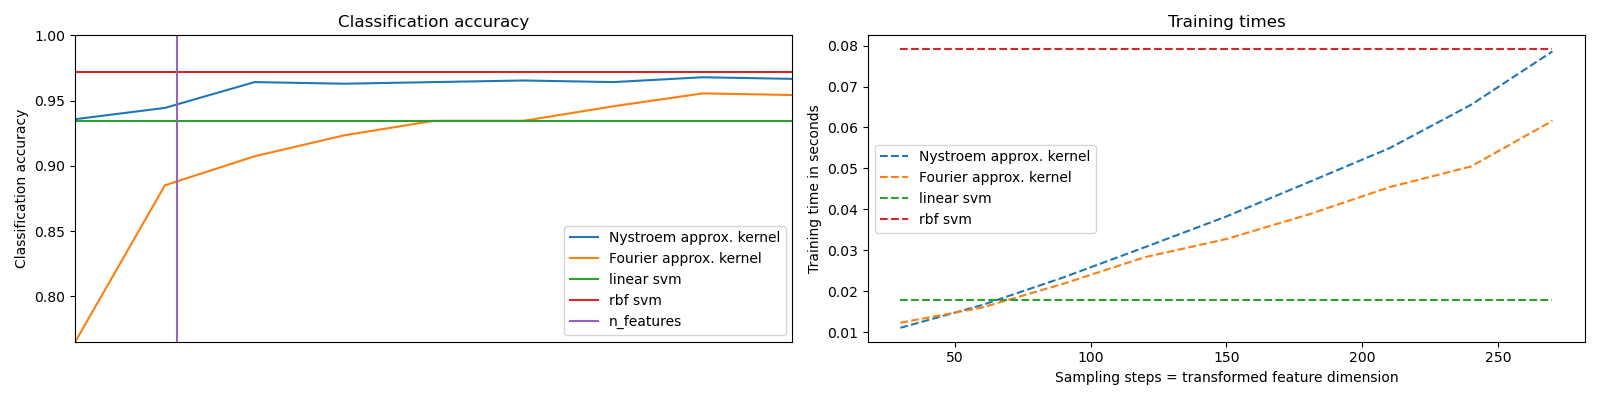 Classification accuracy
Classification accuracy
1.00
0.95
0.90
0.85
0.80
Nystroem approx. kernel
Fourier approx. kernel
linear svm
rbf svm
n_features
Training times
Training time in seconds
0.08
0.07
0.06
0.05
0.04
0.03
0.02
0.01
Nystroem approx. kernel
Fourier approx. kernel
linear svm
rbf svm
50 100 150 200 250
Sampling steps = transformed feature dimension